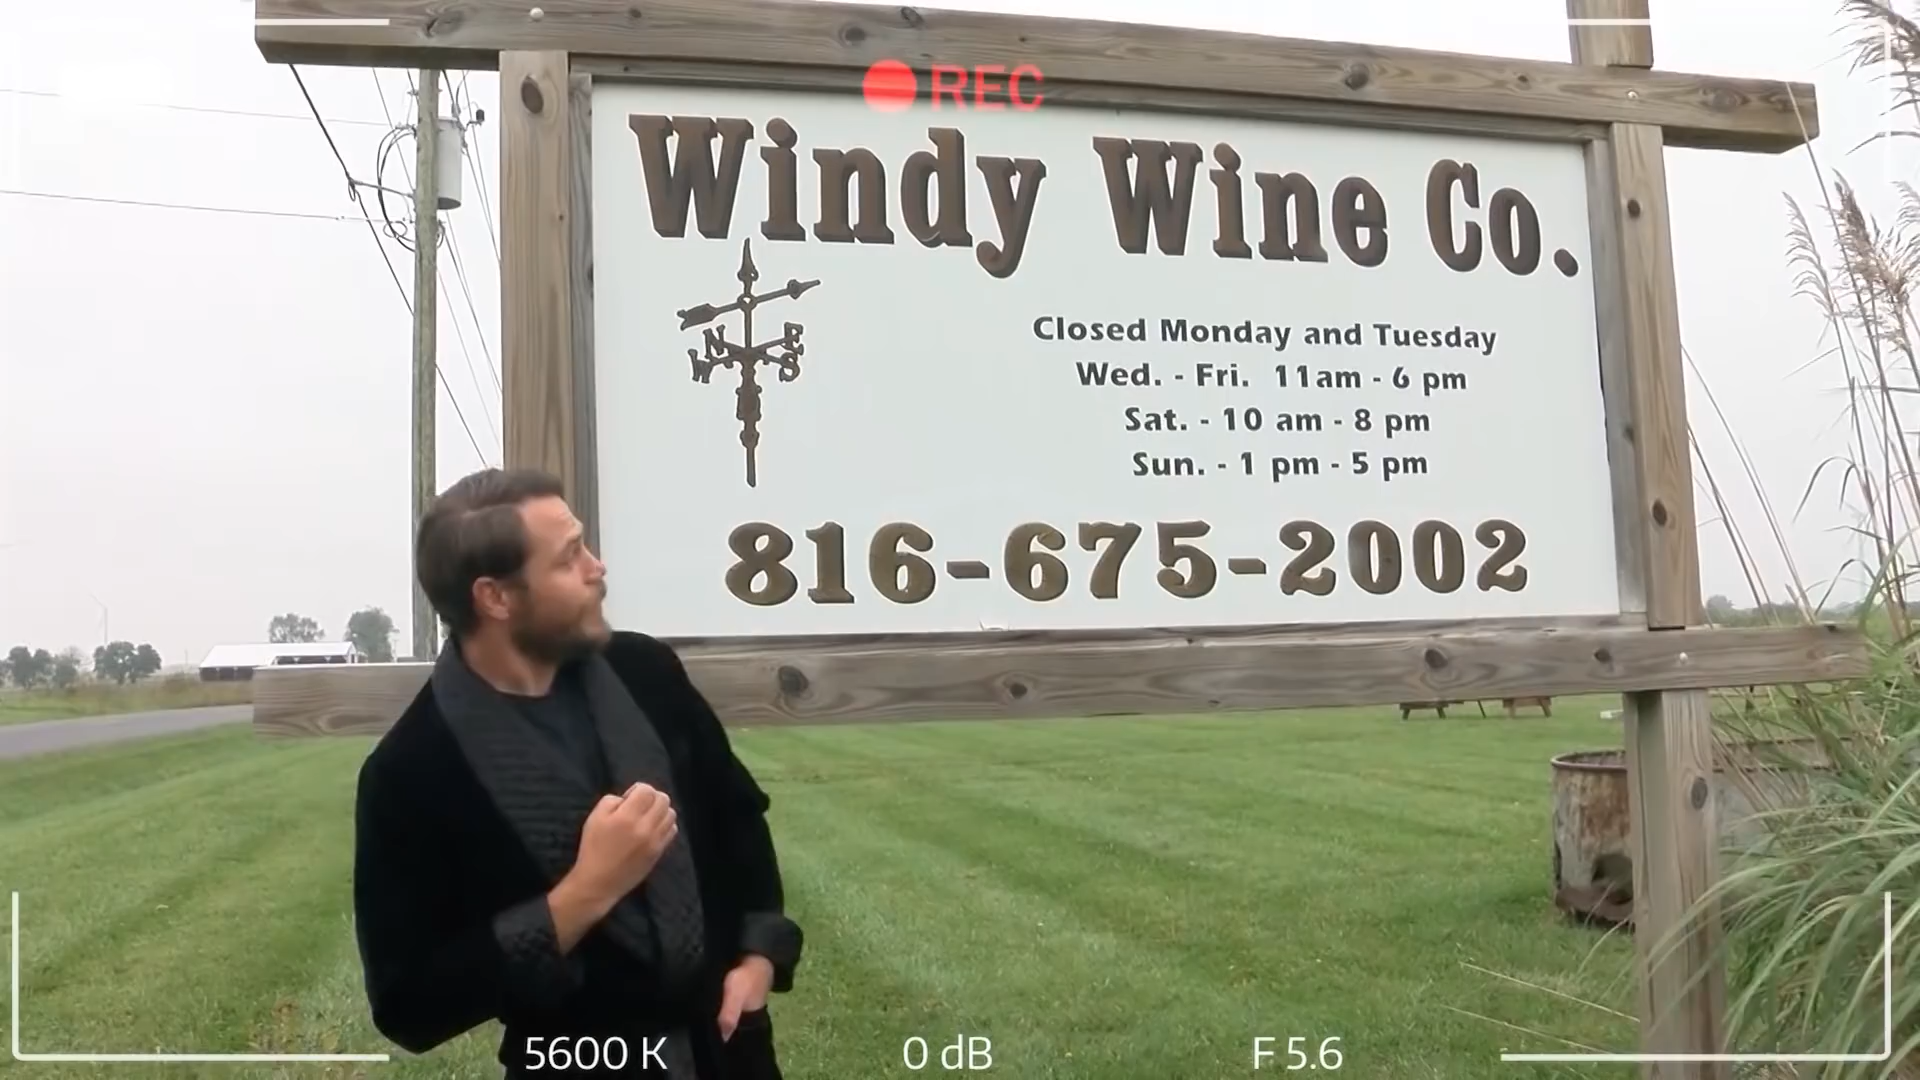 REC
Windy Wine Co.
N E
W S
Closed Monday and Tuesday
Wed. - Fri. 11am - 6 pm
Sat. - 10 am - 8 pm
Sun. - 1 pm - 5 pm
816-675-2002
5600 K 0 dB F 5.6